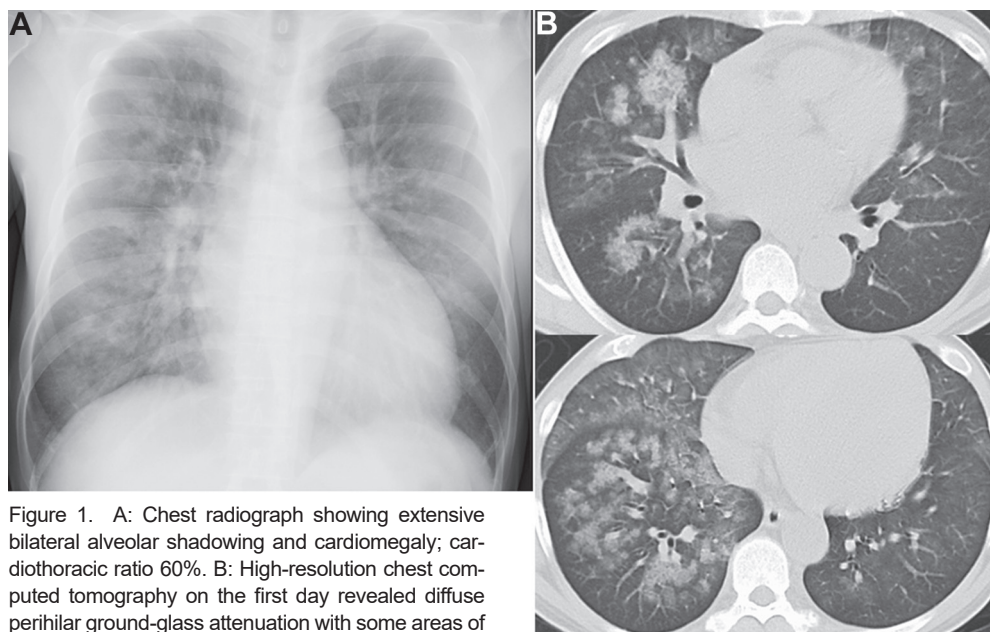 A
B
Figure 1. A: Chest radiograph showing extensive
bilateral alveolar shadowing and cardiomegaly; car-
diothoracic ratio 60%. B: High-resolution chest com-
puted tomography on the first day revealed diffuse
perihilar ground-glass attenuation with some areas of